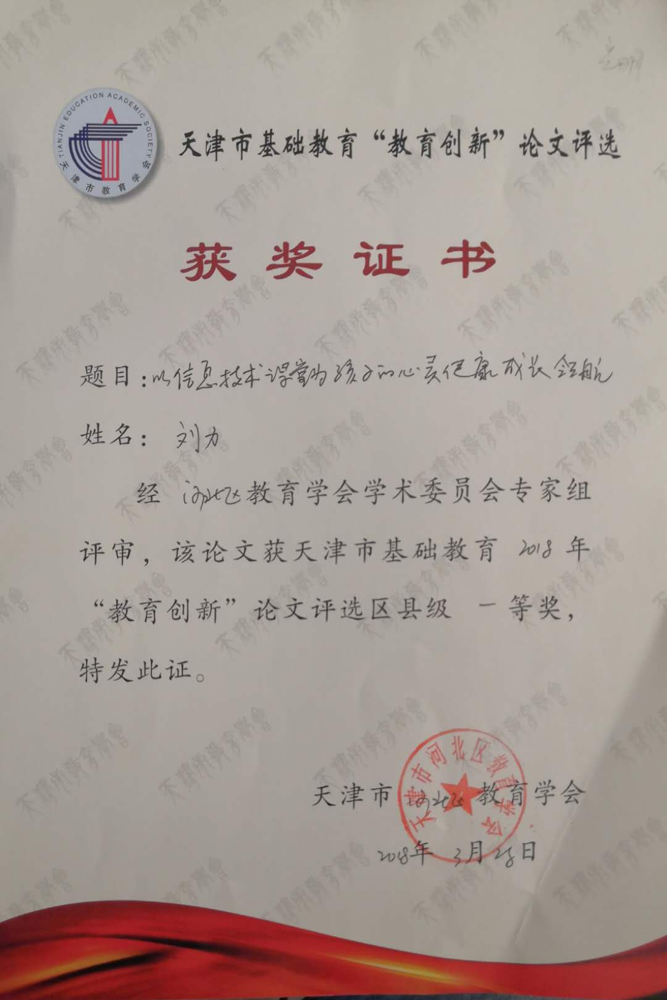 TIANJIN EDUCATION ACADEMIC SOCIETY
天津市教育学会
天津市基础教育“教育创新”论文评选
获奖证书
题目:以信息技术课堂为孩子的心灵健康成长领航
姓名: 刘力
经 河北区教育学会学术委员会专家组
评审,该论文获天津市基础教育 2018 年
“教育创新”论文评选区县级 一等奖,
特发此证。
天津市 河北区 教育学会
天津市河北区教育学会
2018年 3月 28日